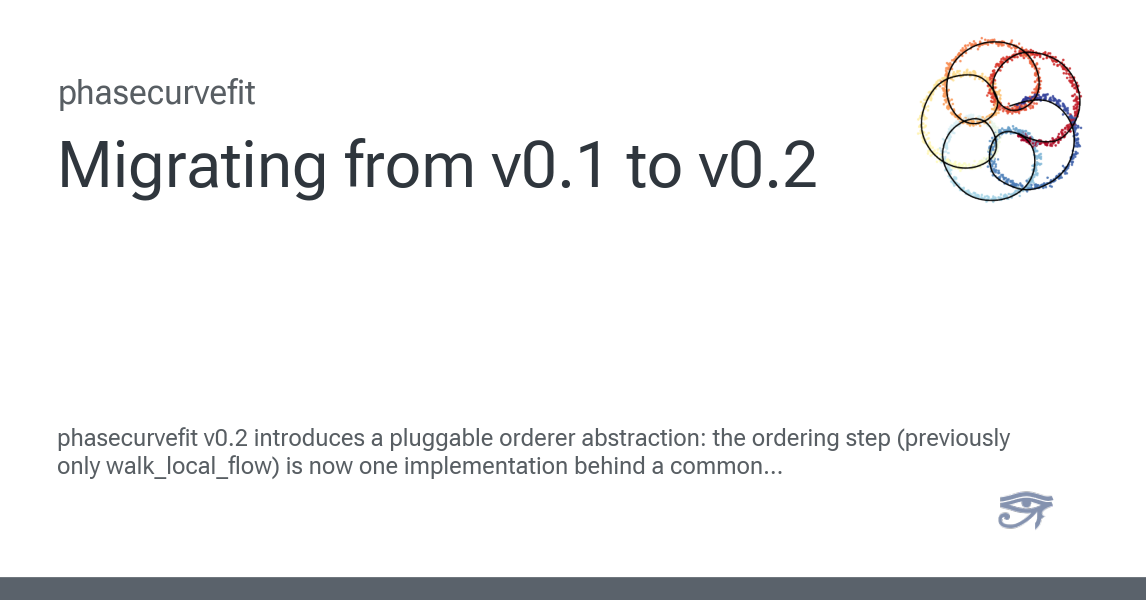 phasecurvefit
Migrating from v0.1 to v0.2
phasecurvefit v0.2 introduces a pluggable orderer abstraction: the ordering step (previously
only walk_local_flow) is now one implementation behind a common...